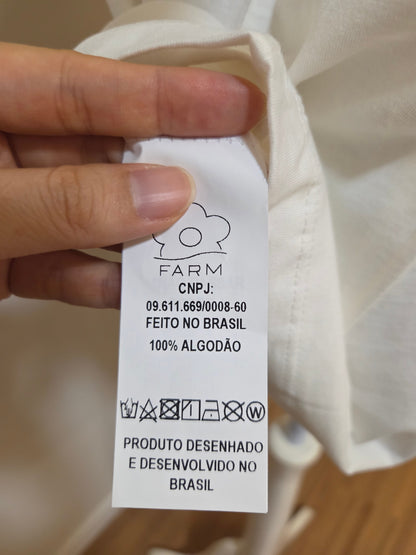 FARM
CNPJ:
09.611.669/0008-60
FEITO NO BRASIL
100% ALGODÃO
PRODUTO DESENHADO
E DESENVOLVIDO NO
BRASIL